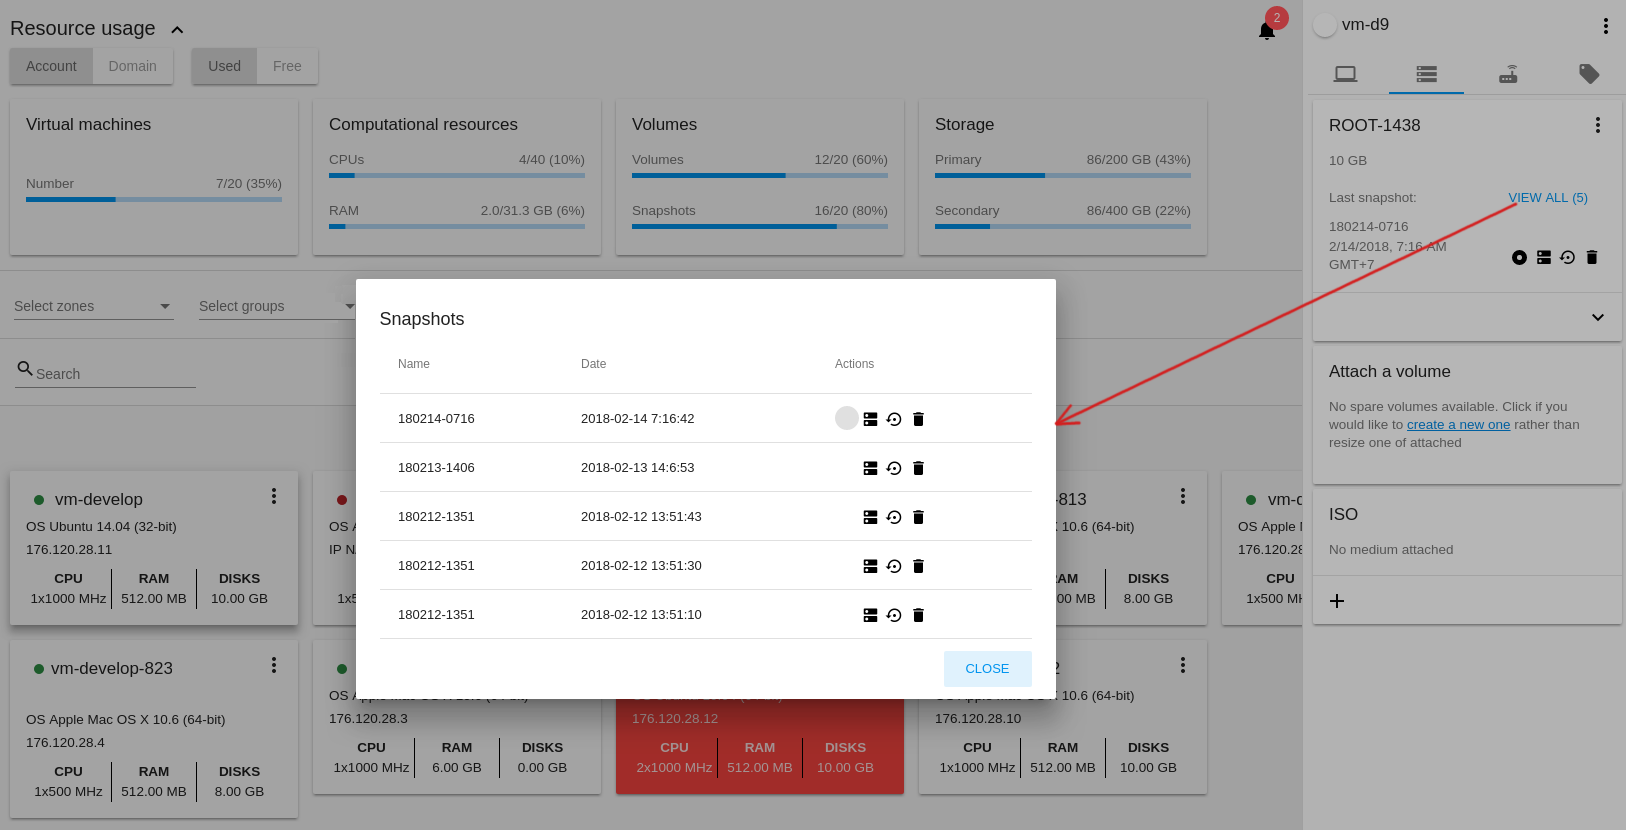 Resource usage
2
Account Domain Used Free
Virtual machines
Number 7/20 (35%)
Computational resources
CPUs 4/40 (10%)
RAM 2.0/31.3 GB (6%)
Volumes
Volumes 12/20 (60%)
Snapshots 16/20 (80%)
Storage
Primary 86/200 GB (43%)
Secondary 86/400 GB (22%)
Select zones Select groups
Search
Snapshots
Name Date Actions
180214-0716 2018-02-14 7:16:42
180213-1406 2018-02-13 14:6:53
180212-1351 2018-02-12 13:51:43
180212-1351 2018-02-12 13:51:30
180212-1351 2018-02-12 13:51:10
CLOSE
vm-develop
OS Ubuntu 14.04 (32-bit)
176.120.28.11
CPU RAM DISKS
1x1000 MHz 512.00 MB 10.00 GB
OS
IP
-813
10.6 (64-bit)
DISKS
MB 8.00 GB
OS Apple
176.120.28
CPU
1x500
vm-develop-823
OS Apple Mac OS X 10.6 (64-bit)
176.120.28.4
CPU RAM DISKS
1x500 MHz 512.00 MB 8.00 GB
176.120.28.3
CPU RAM DISKS
1x1000 MHz 6.00 GB 0.00 GB
176.120.28.12
CPU RAM DISKS
2x1000 MHz 512.00 MB 10.00 GB
10.6 (64-bit)
176.120.28.10
CPU RAM DISKS
1x1000 MHz 512.00 MB 10.00 GB
vm-d9
ROOT-1438
10 GB
Last snapshot: VIEW ALL (5)
180214-0716
2/14/2018, 7:16 AM
GMT+7
Attach a volume
No spare volumes available. Click if you
would like to create a new one rather than
resize one of attached
ISO
No medium attached